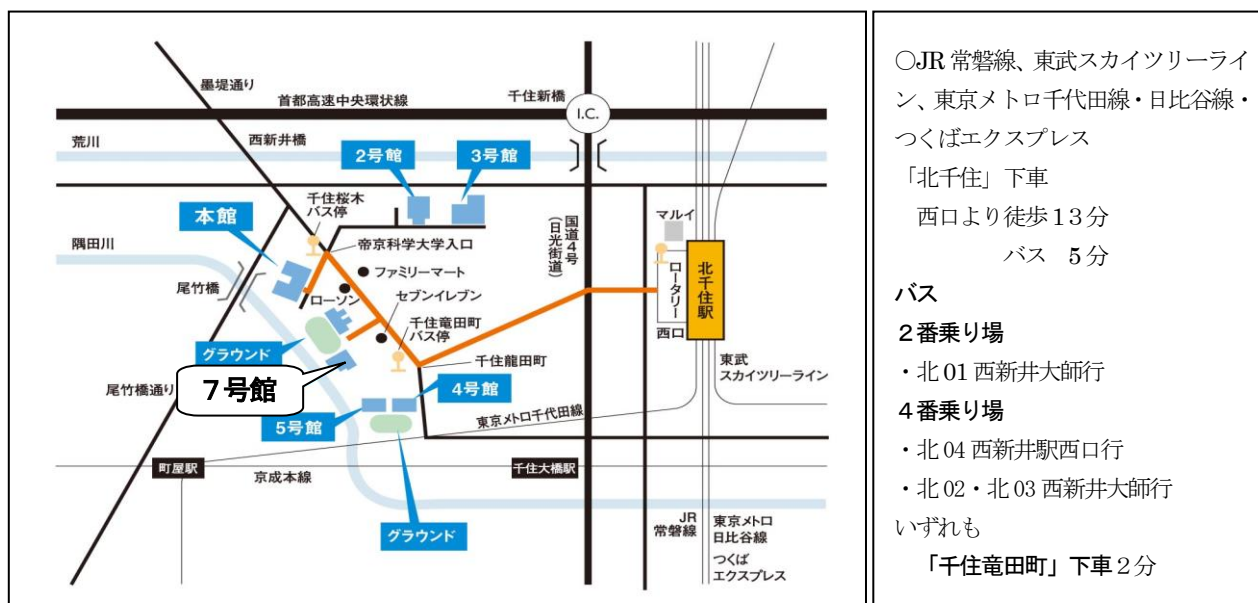 墨堤通り
首都高速中央環状線
千住新橋
I.C.
荒川
西新井橋
2号館
3号館
千住桜木
バス停
本館
国道4号
(日光街道)
マルイ
隅田川
帝京科学大学入口
尾竹橋
ファミリーマート
ローソン
セブンイレブン
ロータリー
北千住駅
千住竜田町
バス停
西口
グラウンド
千住龍田町
東武
スカイツリーライン
尾竹橋通り
7号館
4号館
5号館
東京メトロ千代田線
町屋駅
京成本線
千住大橋駅
グラウンド
JR
常磐線
東京メトロ
日比谷線
つくば
エクスプレス
○JR 常磐線、東武スカイツリーライ
ン、東京メトロ千代田線・日比谷線・
つくばエクスプレス
「北千住」下車
西口より徒歩13分
バス 5分
バス
2番乗り場
・北01 西新井大師行
4番乗り場
・北04 西新井駅西口行
・北02・北03 西新井大師行
いずれも
「千住竜田町」下車2分